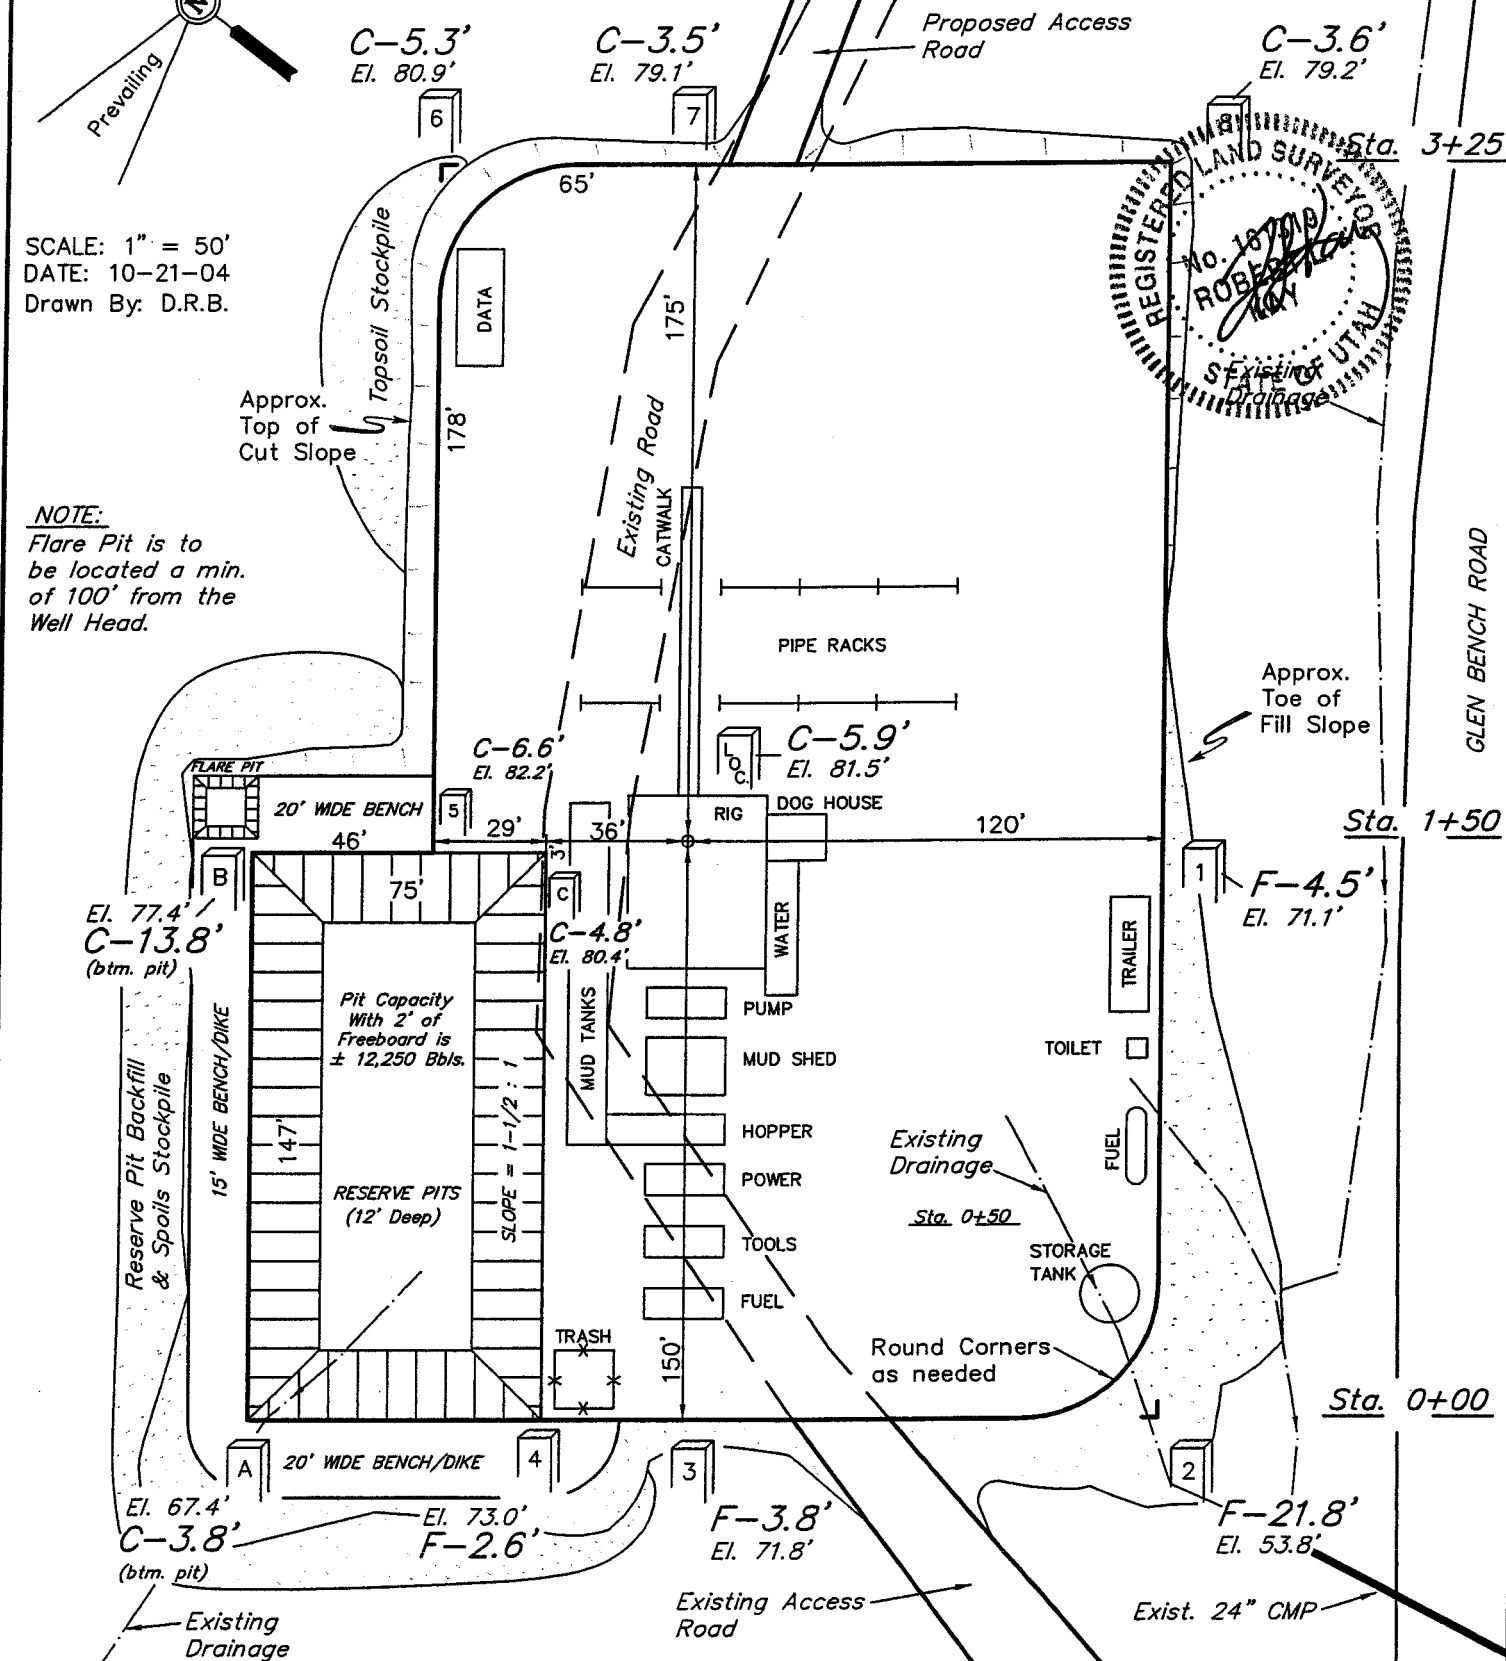 Prevailing
C-5.3'
El. 80.9'
6
C-3.5'
El. 79.1'
7
Proposed Access
Road
C-3.6'
El. 79.2'
8
Sta. 3+25
REGISTERED LAND SURVEYOR
No.
ROBERT
KAY
STATE OF UTAH
Existing
Drainage
SCALE: 1" = 50'
DATE: 10-21-04
Drawn By: D.R.B.
65'
Topsoil Stockpile
DATA
175'
Approx.
Top of
Cut Slope
178'
Existing Road
CATWALK
NOTE:
Flare Pit is to
be located a min.
of 100' from the
Well Head.
PIPE RACKS
GLEN BENCH ROAD
Approx.
Toe of
Fill Slope
C-6.6'
El. 82.2'
LOC.
C-5.9'
El. 81.5'
FLARE PIT
20' WIDE BENCH
5
RIG
DOG HOUSE
46'
29'
36'
120'
Sta. 1+50
3'
B
75'
C
1
F-4.5'
El. 71.1'
El. 77.4'
C-13.8'
(btm. pit)
C-4.8'
El. 80.4'
WATER
TRAILER
Pit Capacity
With 2' of
Freeboard is
± 12,250 Bbls.
MUD TANKS
PUMP
MUD SHED
TOILET
Reserve Pit Backfill
& Spoils Stockpile
15' WIDE BENCH/DIKE
147'
SLOPE = 1-1/2 : 1
HOPPER
Existing
Drainage
FUEL
RESERVE PITS
(12' Deep)
POWER
Sta. 0+50
TOOLS
STORAGE
TANK
FUEL
TRASH
150'
Round Corners
as needed
Sta. 0+00
A
20' WIDE BENCH/DIKE
4
3
2
El. 67.4'
C-3.8'
(btm. pit)
El. 73.0'
F-2.6'
F-3.8'
El. 71.8'
F-21.8'
El. 53.8'
Existing
Drainage
Existing Access
Road
Exist. 24" CMP